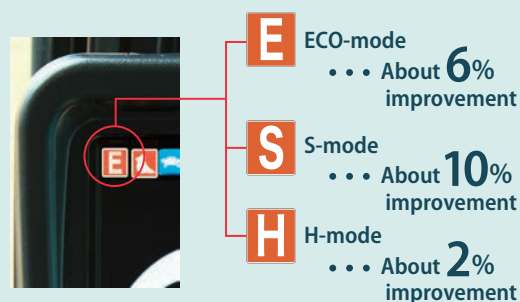 E
E
ECO-mode
• • • About 6%
improvement
S
S-mode
• • • About 10%
improvement
H
H-mode
• • • About 2%
improvement